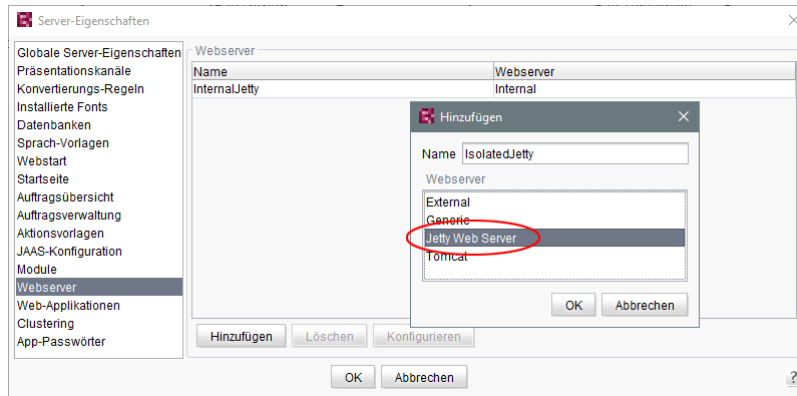 Server-Eigenschaften
Globale Server-Eigenschaften
Präsentationskanäle
Konvertierungs-Regeln
Installierte Fonts
Datenbanken
Sprach-Vorlagen
Webstart
Startseite
Auftragsübersicht
Auftragsverwaltung
Aktionsvorlagen
JAAS-Konfiguration
Module
Webserver
Web-Applikationen
Clustering
App-Passwörter
Webserver
Name Webserver
InternalJetty Internal
Hinzufügen
Name IsolatedJetty
Webserver
External
Generic
Jetty Web Server
Tomcat
OK Abbrechen
Hinzufügen Löschen Konfigurieren
OK Abbrechen ?